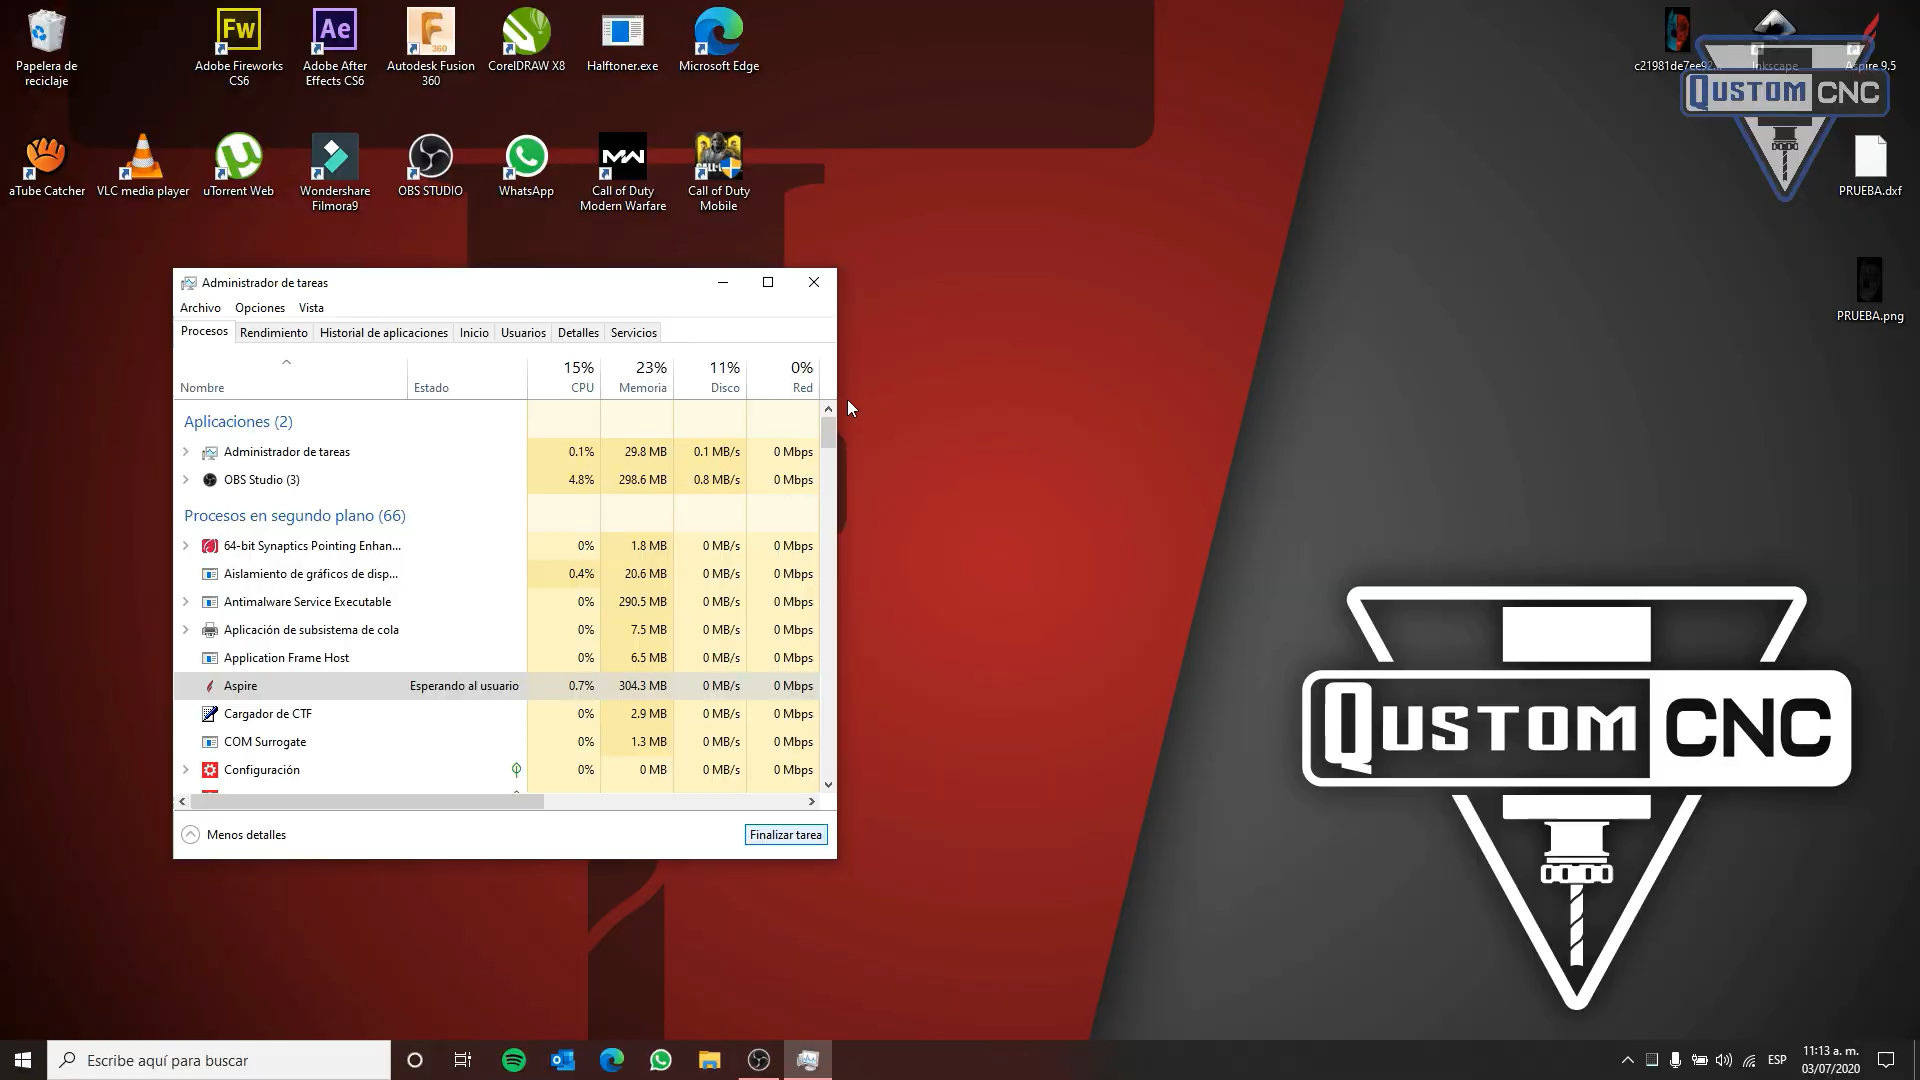 Papelera de
reciclaje
Adobe Fireworks
CS6
Adobe After
Effects CS6
Autodesk Fusion
360
CorelDRAW X8
Halftoner.exe
Microsoft Edge
Inkscape
Aspire 9.5
QUSTOM CNC
aTube Catcher
VLC media player
uTorrent Web
Wondershare
Filmora9
OBS STUDIO
WhatsApp
Call of Duty
Modern Warfare
Call of Duty
Mobile
PRUEBA.dxf
PRUEBA.png
Administrador de tareas
Archivo Opciones Vista
Procesos Rendimiento Historial de aplicaciones Inicio Usuarios Detalles Servicios
15% 23% 11% 0%
Nombre Estado CPU Memoria Disco Red
Aplicaciones (2)
Administrador de tareas 0.1% 29.8 MB 0.1 MB/s 0 Mbps
OBS Studio (3) 4.8% 298.6 MB 0.8 MB/s 0 Mbps
Procesos en segundo plano (66)
64-bit Synaptics Pointing Enhan... 0% 1.8 MB 0 MB/s 0 Mbps
Aislamiento de gráficos de disp... 0.4% 20.6 MB 0 MB/s 0 Mbps
Antimalware Service Executable 0% 290.5 MB 0 MB/s 0 Mbps
Aplicación de subsistema de cola 0% 7.5 MB 0 MB/s 0 Mbps
Application Frame Host 0% 6.5 MB 0 MB/s 0 Mbps
Aspire Esperando al usuario 0.7% 304.3 MB 0 MB/s 0 Mbps
Cargador de CTF 0% 2.9 MB 0 MB/s 0 Mbps
COM Surrogate 0% 1.3 MB 0 MB/s 0 Mbps
Configuración 0% 0 MB 0 MB/s 0 Mbps
Menos detalles Finalizar tarea
QUSTOM CNC
Escribe aquí para buscar
ESP
11:13 a. m.
03/07/2020